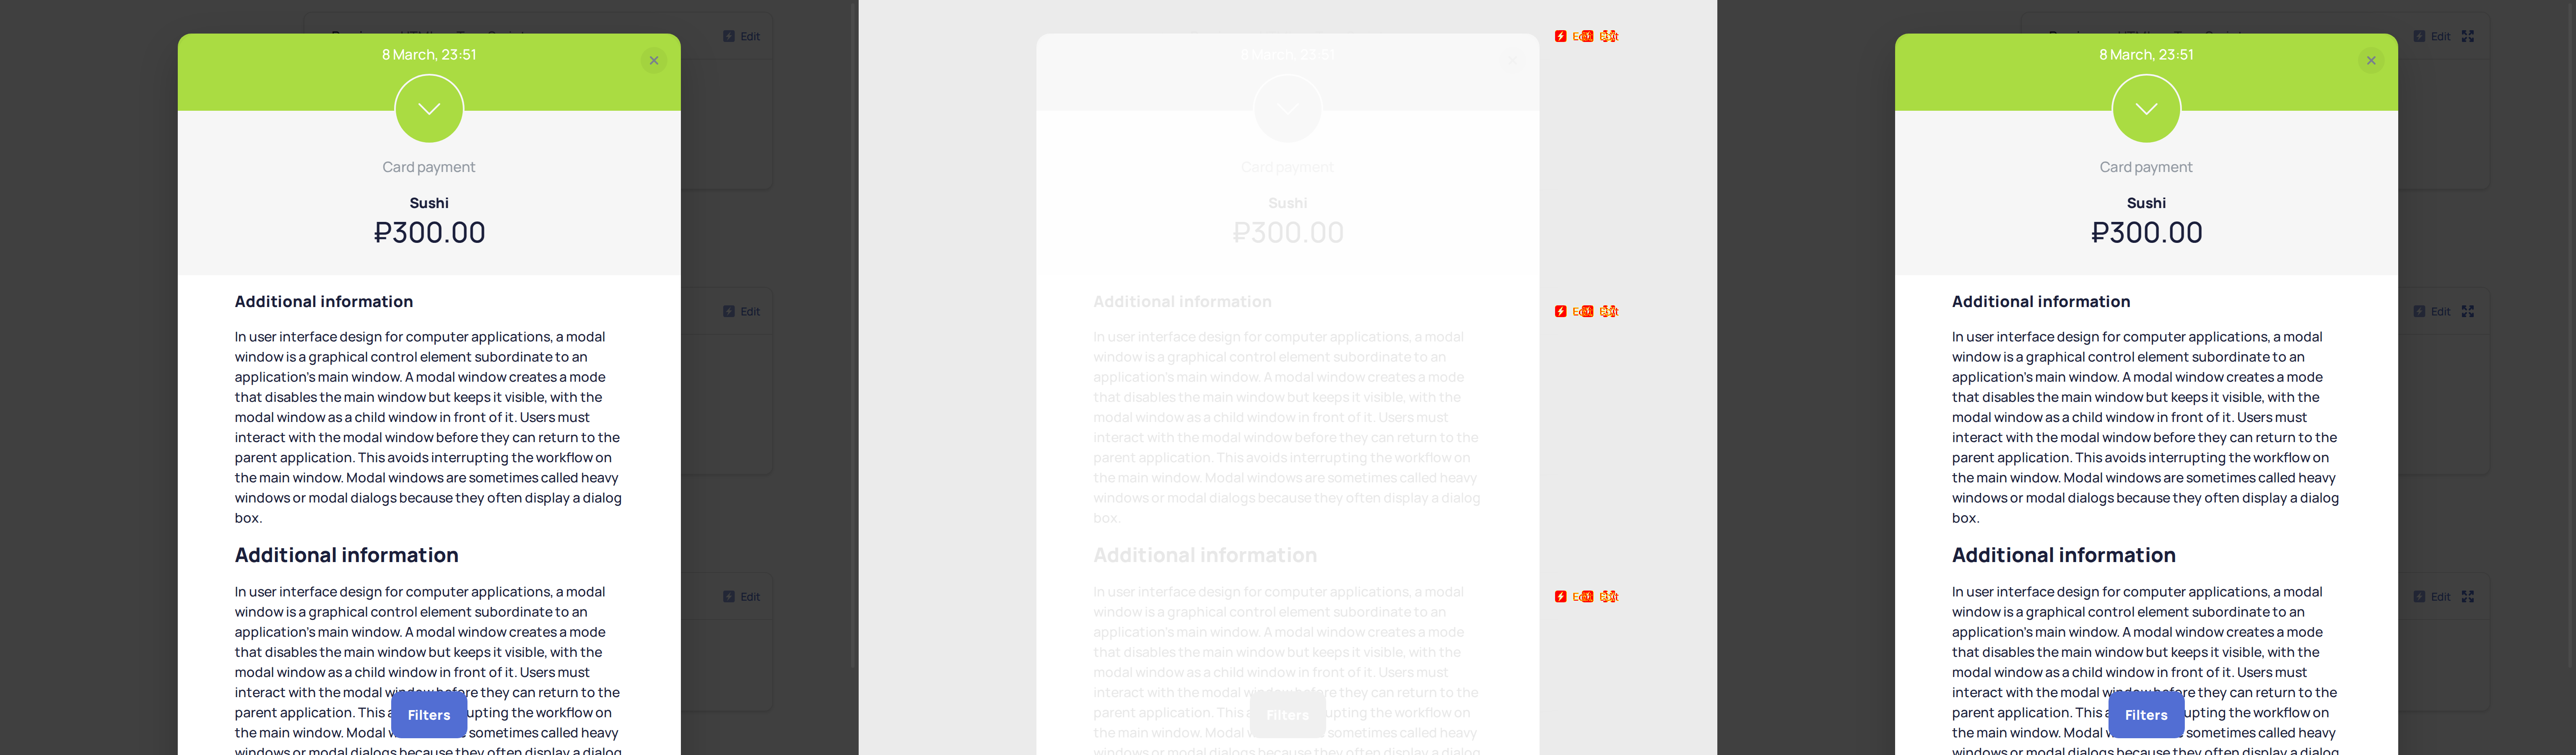 Edit
8 March, 23:51
Card payment
Sushi
₽300.00
Additional information
In user interface design for computer applications, a modal
window is a graphical control element subordinate to an
application's main window. A modal window creates a mode
that disables the main window but keeps it visible, with the
modal window as a child window in front of it. Users must
interact with the modal window before they can return to the
parent application. This avoids interrupting the workflow on
the main window. Modal windows are sometimes called heavy
windows or modal dialogs because they often display a dialog
box.
Edit
Additional information
In user interface design for computer applications, a modal
window is a graphical control element subordinate to an
application's main window. A modal window creates a mode
that disables the main window but keeps it visible, with the
modal window as a child window in front of it. Users must
interact with the modal window before they can return to the
parent application. This upting the workflow on
the main window. Modal sometimes called heavy
windows or modal dialogs because they often display a dialog
Filters
Edit
8 March, 23:51
Card payment
Sushi
₽300.00
Additional information
In user interface design for computer applications, a modal
window is a graphical control element subordinate to an
application's main window. A modal window creates a mode
that disables the main window but keeps it visible, with the
modal window as a child window in front of it. Users must
interact with the modal window before they can return to the
parent application. This avoids interrupting the workflow on
the main window. Modal windows are sometimes called heavy
windows or modal dialogs because they often display a dialog
box.
Additional information
In user interface design for computer applications, a modal
window is a graphical control element subordinate to an
application's main window. A modal window creates a mode
that disables the main window but keeps it visible, with the
modal window as a child window in front of it. Users must
interact with the modal window before they can return to the
parent application. This upting the workflow on
the main window. Modal sometimes called heavy
windows or modal dialogs because they often display a dialog
Filters
8 March, 23:51
Edit
Card payment
Sushi
₽300.00
Additional information
Edit
In user interface design for computer applications, a modal
window is a graphical control element subordinate to an
application's main window. A modal window creates a mode
that disables the main window but keeps it visible, with the
modal window as a child window in front of it. Users must
interact with the modal window before they can return to the
parent application. This avoids interrupting the workflow on
the main window. Modal windows are sometimes called heavy
windows or modal dialogs because they often display a dialog
box.
Additional information
In user interface design for computer applications, a modal
window is a graphical control element subordinate to an
application's main window. A modal window creates a mode
that disables the main window but keeps it visible, with the
modal window as a child window in front of it. Users must
interact with the modal window before they can return to the
parent application. This upting the workflow on
the main window. Modal sometimes called heavy
windows or modal dialogs because they often display a dialog
Filters
Edit